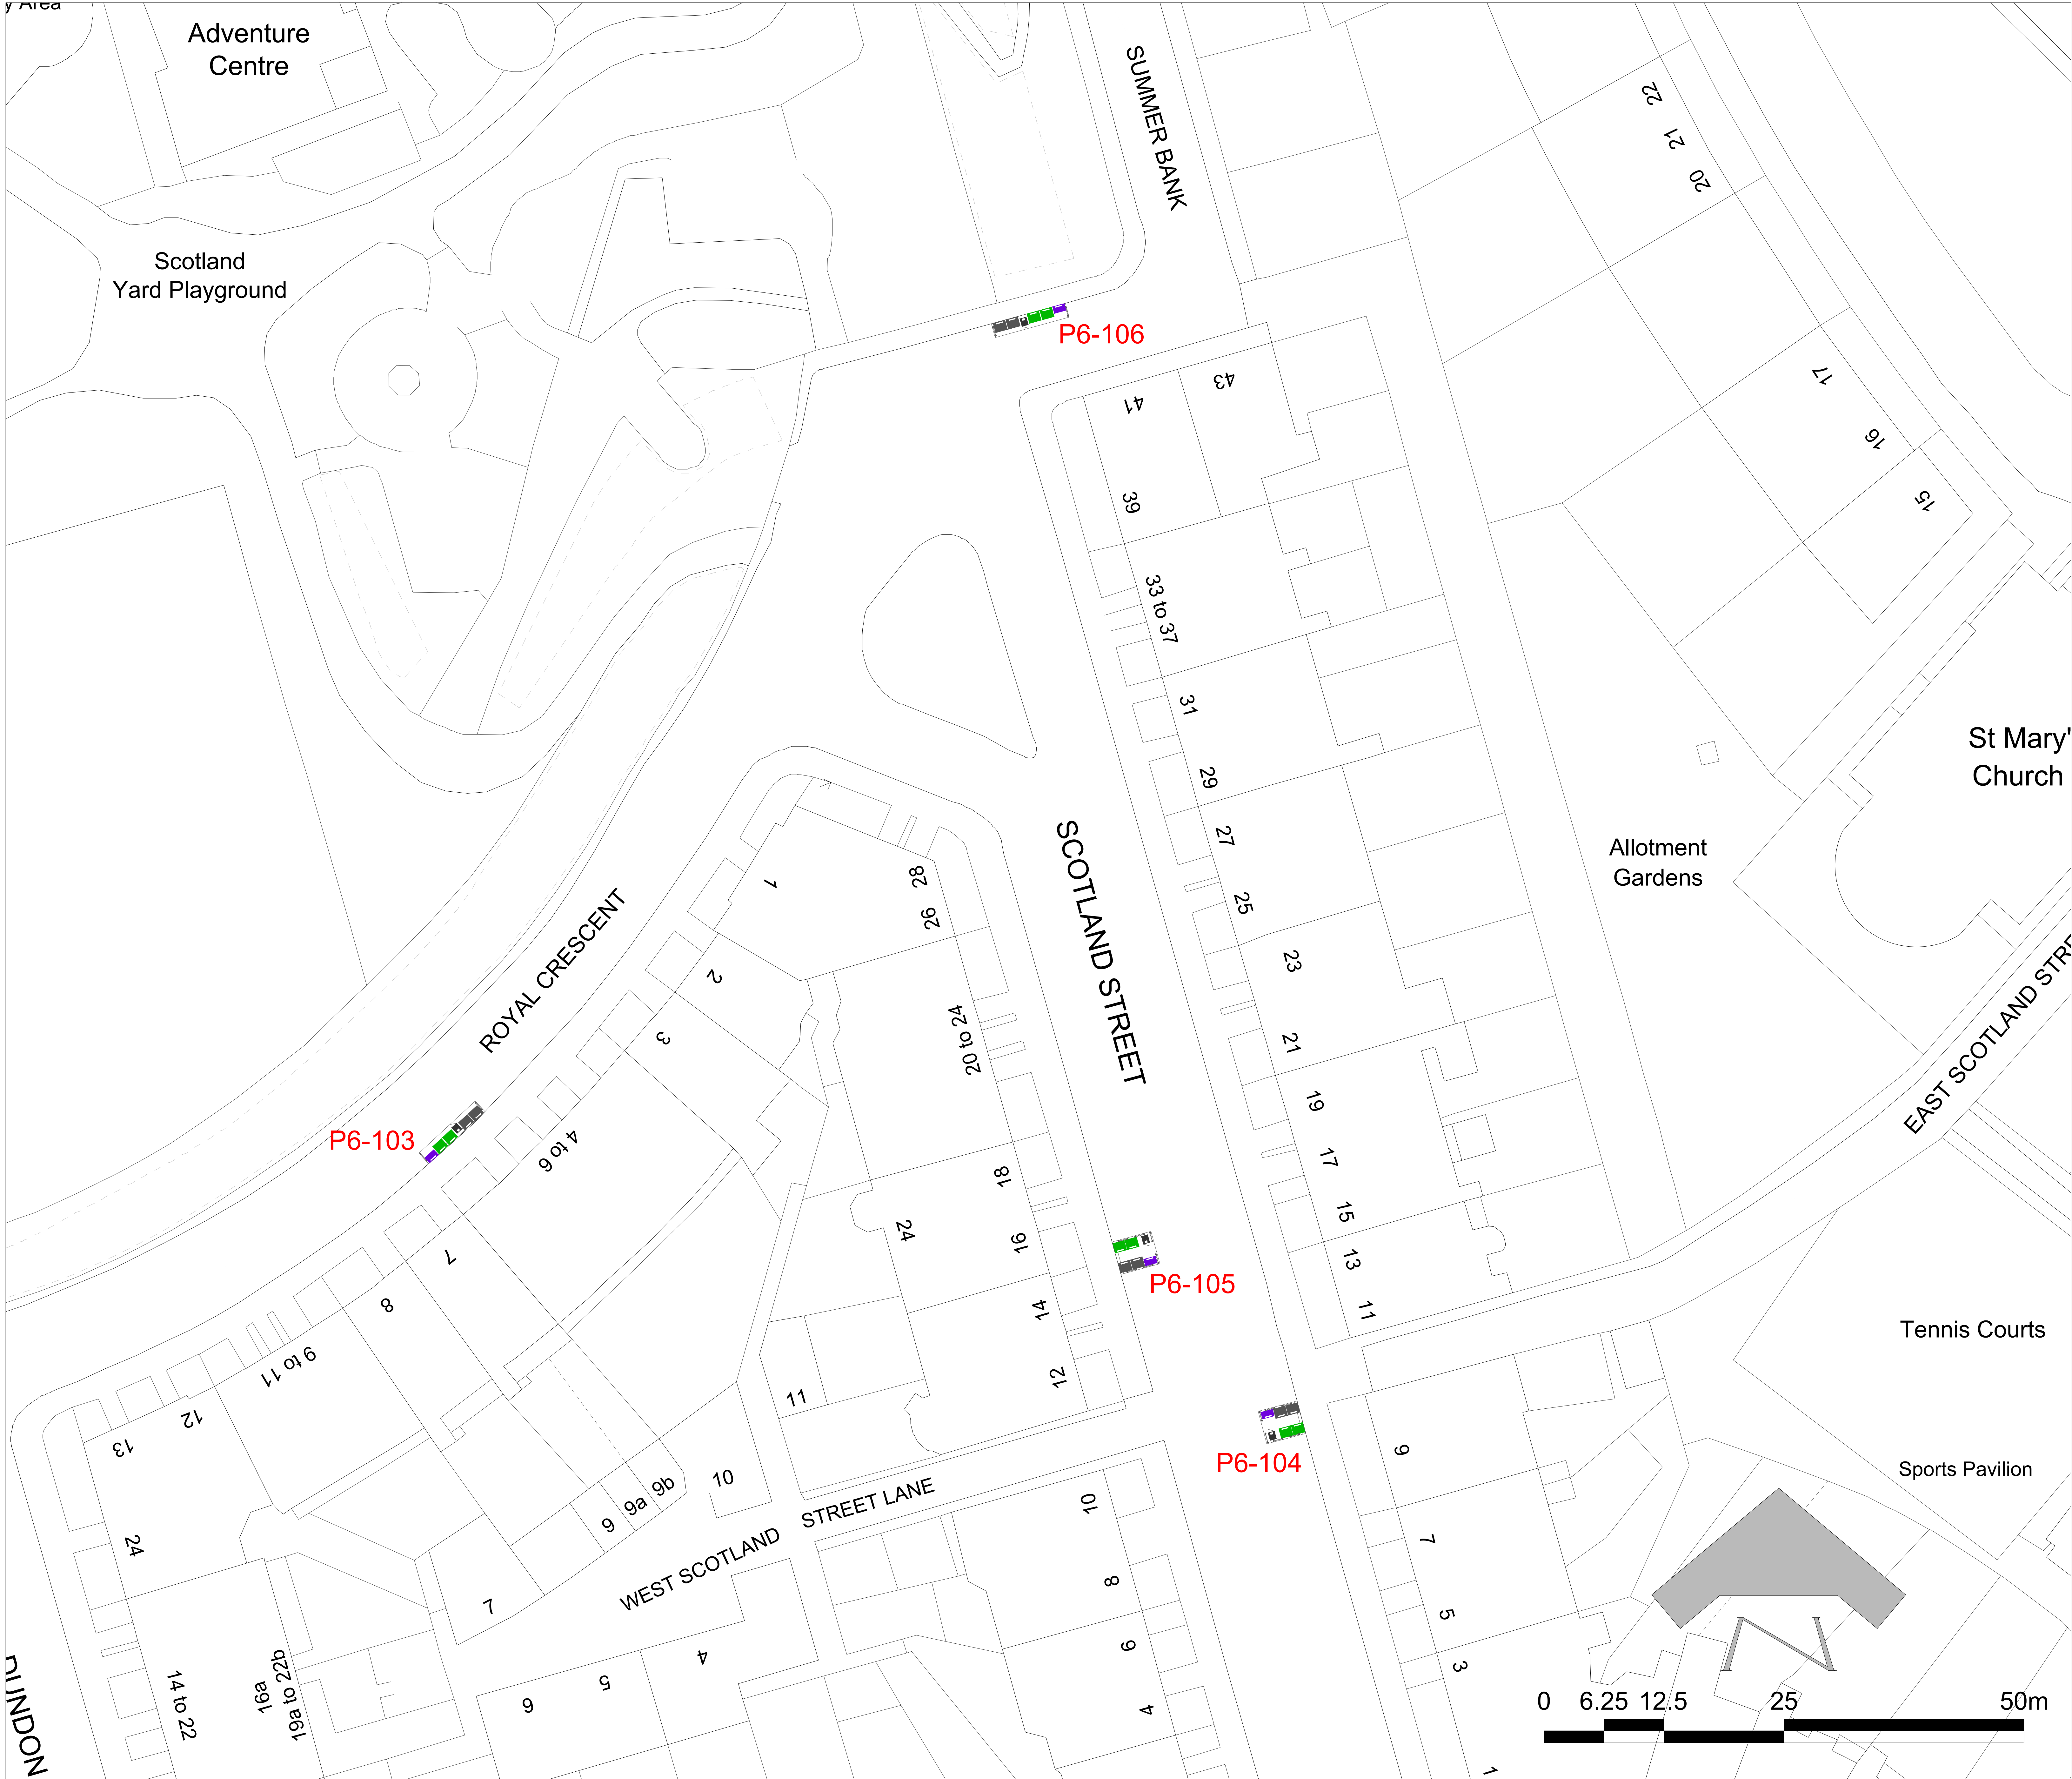 y Area
Adventure
Centre
SUMMER BANK
22
21
20
Scotland
Yard Playground
P6-106
17
16
15
43
41
39
33 to 37
31
29
27
25
23
21
19
17
15
13
11
St Mary'
Church
Allotment
Gardens
SCOTLAND STREET
ROYAL CRESCENT
EAST SCOTLAND STRE
1
28
26
2
3
20 to 24
P6-103
4 to 6
18
24
16
P6-105
7
8
14
9 to 11
12
11
12
13
Tennis Courts
P6-104
9
Sports Pavilion
10
9b
9a
9
10
STREET LANE
WEST SCOTLAND
24
7
7
8
5
6
3
4
4
5
6
14 to 22
16a
19a to 22b
DUNDON
1
0 6.25 12.5 25 50m